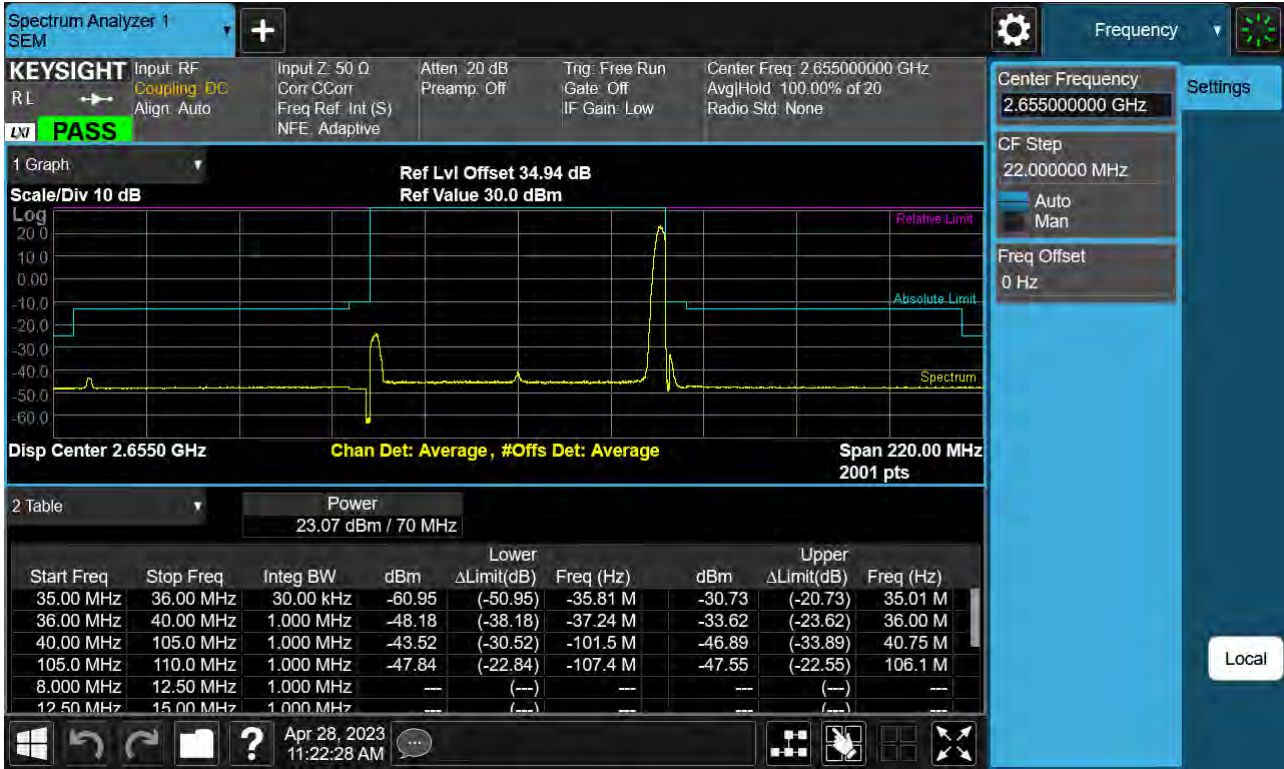 Spectrum Analyzer 1
SEM
Frequency
KEYSIGHT
R L
LXI
PASS
Input: RF
Coupling: DC
Align: Auto
Input Z: 50 Ω
Corr CCorr
Freq Ref: Int (S)
NFE: Adaptive
Atten: 20 dB
Preamp: Off
Trig: Free Run
Gate: Off
IF Gain: Low
Center Freq: 2.655000000 GHz
Avg|Hold: 100.00% of 20
Radio Std: None
Center Frequency
2.655000000 GHz
Settings
CF Step
22.000000 MHz
Auto
Man
Freq Offset
0 Hz
Local
1 Graph
Scale/Div 10 dB
Ref Lvl Offset 34.94 dB
Ref Value 30.0 dBm
Log
20.0
10.0
0.00
-10.0
-20.0
-30.0
-40.0
-50.0
-60.0
Relative Limit
Absolute Limit
Spectrum
Disp Center 2.6550 GHz
Chan Det: Average , #Offs Det: Average
Span 220.00 MHz
2001 pts
2 Table
Power
23.07 dBm / 70 MHz
Lower Upper
Start Freq Stop Freq Integ BW dBm ΔLimit(dB) Freq (Hz) dBm ΔLimit(dB) Freq (Hz)
35.00 MHz 36.00 MHz 30.00 kHz -60.95 (-50.95) -35.81 M -30.73 (-20.73) 35.01 M
36.00 MHz 40.00 MHz 1.000 MHz -48.18 (-38.18) -37.24 M -33.62 (-23.62) 36.00 M
40.00 MHz 105.0 MHz 1.000 MHz -43.52 (-30.52) -101.5 M -46.89 (-33.89) 40.75 M
105.0 MHz 110.0 MHz 1.000 MHz -47.84 (-22.84) -107.4 M -47.55 (-22.55) 106.1 M
8.000 MHz 12.50 MHz 1.000 MHz --- (---) --- --- (---) ---
12.50 MHz 15.00 MHz 1.000 MHz --- (---) --- --- (---) ---
?
Apr 28, 2023
11:22:28 AM